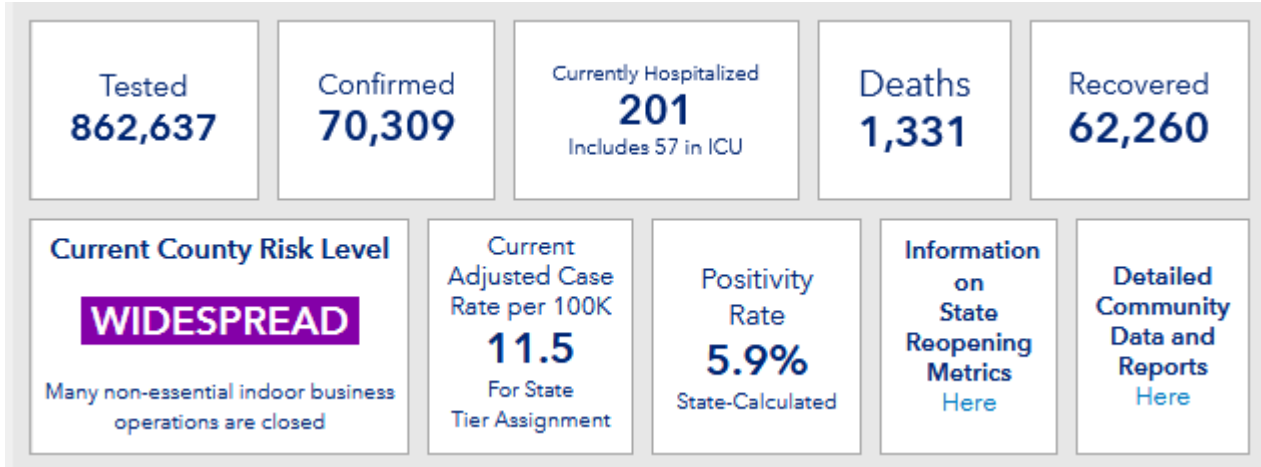 Tested
862,637
Confirmed
70,309
Currently Hospitalized
201
Includes 57 in ICU
Deaths
1,331
Recovered
62,260
Current County Risk Level
WIDESPREAD
Many non-essential indoor business
operations are closed
Current
Adjusted Case
Rate per 100K
11.5
For State
Tier Assignment
Positivity
Rate
5.9%
State-Calculated
Information
on
State
Reopening
Metrics
Here
Detailed
Community
Data and
Reports
Here